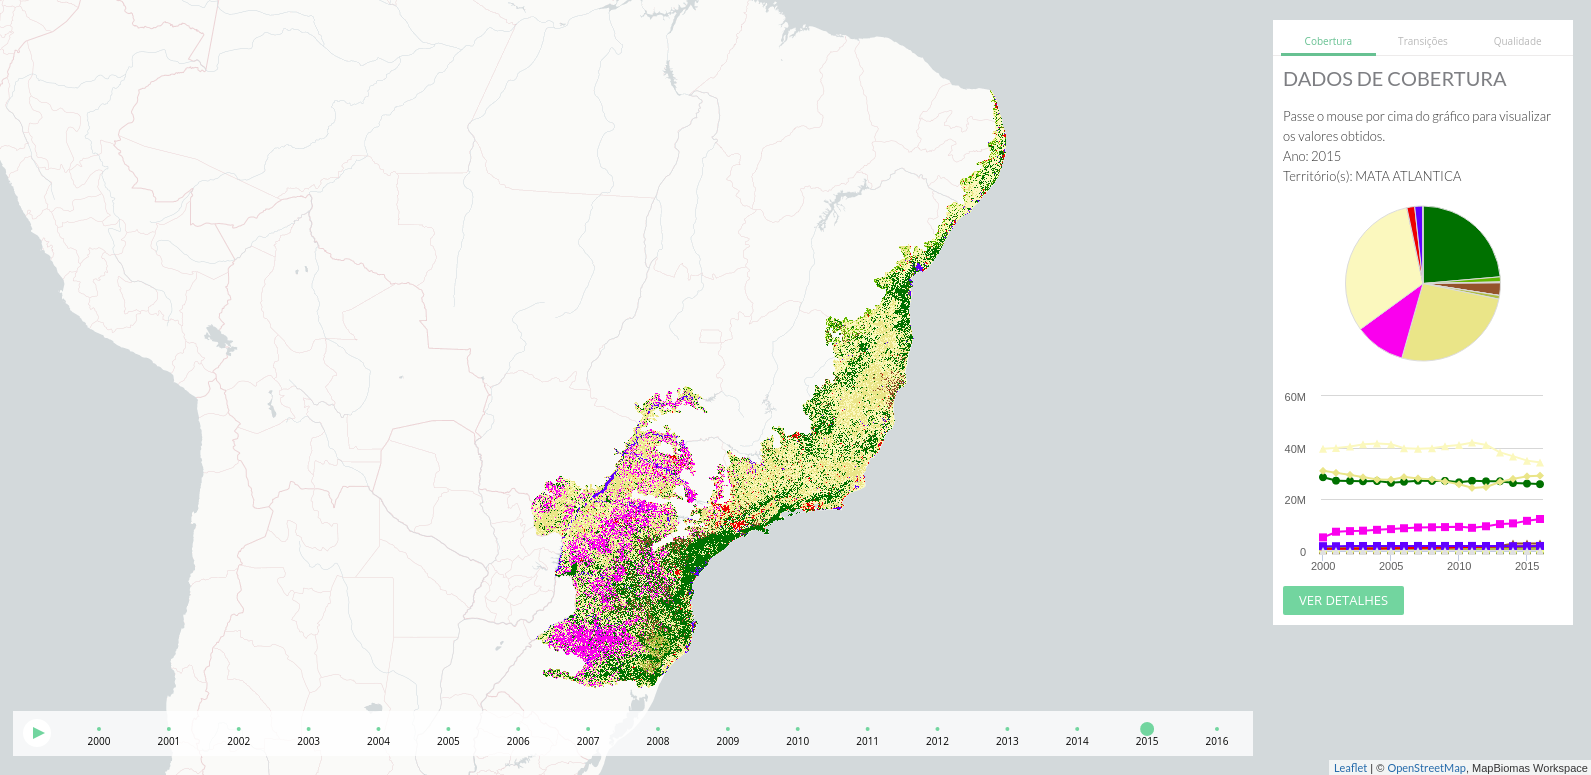 Cobertura Transições Qualidade
DADOS DE COBERTURA
Passe o mouse por cima do gráfico para visualizar
os valores obtidos.
Ano: 2015
Território(s): MATA ATLANTICA
60M
40M
20M
0
2000 2005 2010 2015
VER DETALHES
2000 2001 2002 2003 2004 2005 2006 2007 2008 2009 2010 2011 2012 2013 2014 2015 2016
Leaflet | © OpenStreetMap, MapBiomas Workspace